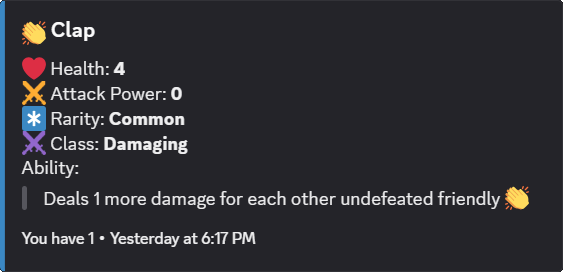 👏 Clap
❤️ Health: 4
⚔️ Attack Power: 0
*️⃣ Rarity: Common
⚔️ Class: Damaging
Ability:
Deals 1 more damage for each other undefeated friendly 👏
You have 1 • Yesterday at 6:17 PM